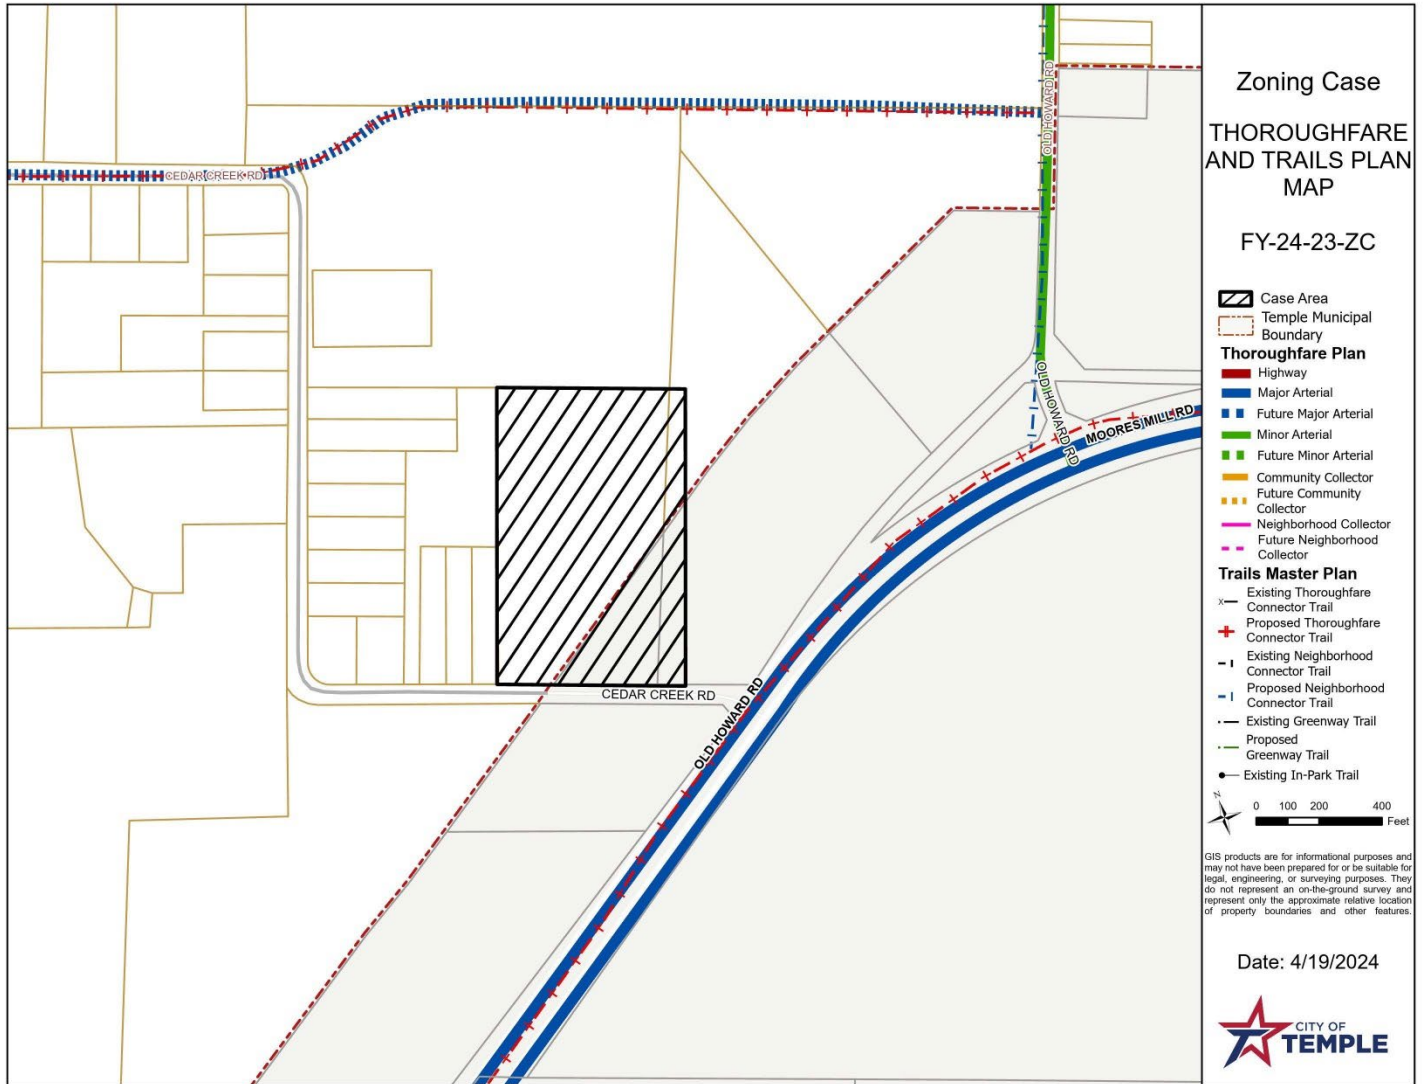 CEDAR CREEK RD
OLD HOWARD RD
OLD HOWARD RD
MOORES MILL RD
CEDAR CREEK RD
OLD HOWARD RD
Zoning Case
THOROUGHFARE
AND TRAILS PLAN
MAP
FY-24-23-ZC
Case Area
Temple Municipal
Boundary
Thoroughfare Plan
Highway
Major Arterial
Future Major Arterial
Minor Arterial
Future Minor Arterial
Community Collector
Future Community
Collector
Neighborhood Collector
Future Neighborhood
Collector
Trails Master Plan
Existing Thoroughfare
Connector Trail
Proposed Thoroughfare
Connector Trail
Existing Neighborhood
Connector Trail
Proposed Neighborhood
Connector Trail
Existing Greenway Trail
Proposed
Greenway Trail
Existing In-Park Trail
N
0 100 200 400
Feet
GIS products are for informational purposes and
may not have been prepared for or be suitable for
legal, engineering, or surveying purposes. They
do not represent an on-the-ground survey and
represent only the approximate relative location
of property boundaries and other features.
Date: 4/19/2024
CITY OF
TEMPLE